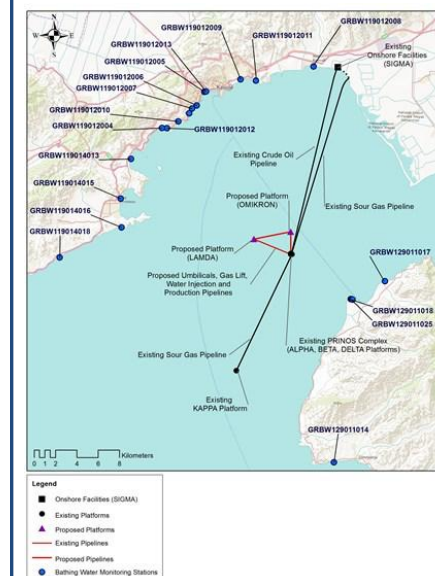 N
W E
S
GRBW119012009
GRBW119012008
GRBW119012013
GRBW119012011
GRBW119012005
GRBW119012006
GRBW119012007
GRBW119012010
GRBW119012004
GRBW119012012
GRBW119014013
GRBW119014015
GRBW119014016
GRBW119014018
Existing
Onshore Facilities
(SIGMA)
Existing Crude Oil
Pipeline
Proposed Platform
(OMIKRON)
Existing Sour Gas Pipeline
Proposed Platform
(LAMDA)
Proposed Umbilicals, Gas Lift,
Water Injection and
Production Pipelines
GRBW129011017
GRBW129011018
GRBW129011025
Existing PRINOS Complex
(ALPHA, BETA, DELTA Platforms)
Existing Sour Gas Pipeline
Existing
KAPPA Platform
GRBW129011014
0 1 2 4 6 8
Kilometers
Legend
Onshore Facilities (SIGMA)
Existing Platforms
Proposed Platforms
Existing Pipelines
Proposed Pipelines
Bathing Water Monitoring Stations